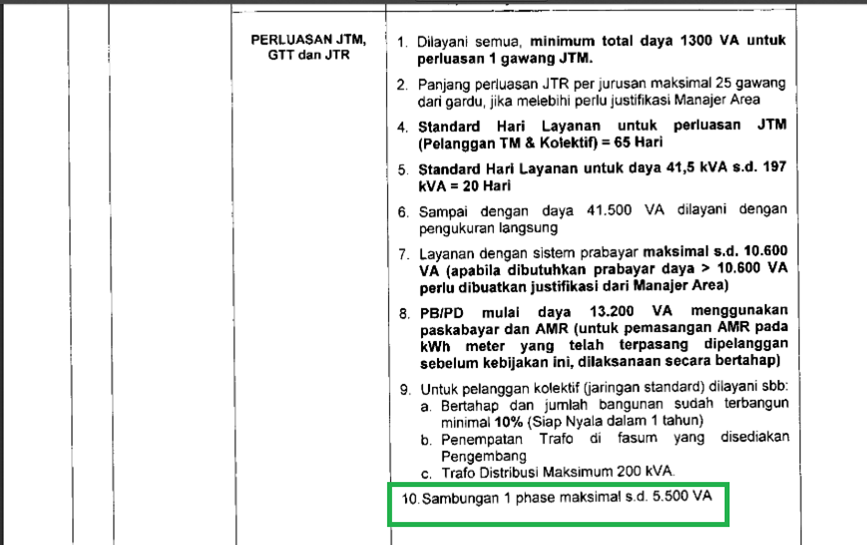 PERLUASAN JTM,
GTT dan JTR
1. Dilayani semua, minimum total daya 1300 VA untuk
perluasan 1 gawang JTM.
2. Panjang perluasan JTR per jurusan maksimal 25 gawang
dari gardu, jika melebihi perlu justifikasi Manajer Area
4. Standard Hari Layanan untuk perluasan JTM
(Pelanggan TM & Kolektif) = 65 Hari
5. Standard Hari Layanan untuk daya 41,5 kVA s.d. 197
kVA = 20 Hari
6. Sampai dengan daya 41.500 VA dilayani dengan
pengukuran langsung
7. Layanan dengan sistem prabayar maksimal s.d. 10.600
VA (apabila dibutuhkan prabayar daya > 10.600 VA
perlu dibuatkan justifikasi dari Manajer Area)
8. PB/PD mulai daya 13.200 VA menggunakan
paskabayar dan AMR (untuk pemasangan AMR pada
kWh meter yang telah terpasang dipelanggan
sebelum kebijakan ini, dilaksanaan secara bertahap)
9. Untuk pelanggan kolektif (jaringan standard) dilayani sbb:
a. Bertahap dan jumlah bangunan sudah terbangun
minimal 10% (Siap Nyala dalam 1 tahun)
b. Penempatan Trafo di fasum yang disediakan
Pengembang
c. Trafo Distribusi Maksimum 200 kVA.
10. Sambungan 1 phase maksimal s.d. 5.500 VA